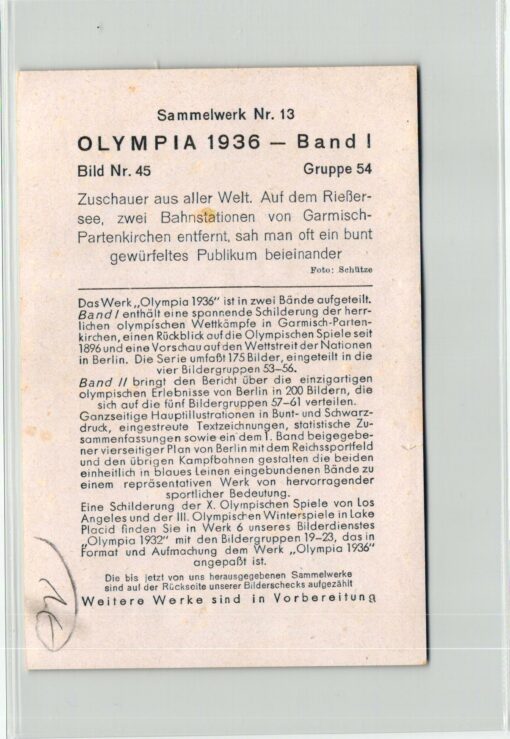 Sammelwerk Nr. 13
OLYMPIA 1936 — Band I
Bild Nr. 45 Gruppe 54
Zuschauer aus aller Welt. Auf dem Rießer-
see, zwei Bahnstationen von Garmisch-
Partenkirchen entfernt, sah man oft ein bunt
gewürfeltes Publikum beieinander
Foto: Schütze
Das Werk „Olympia 1936" ist in zwei Bände aufgeteilt.
Band I enthält eine spannende Schilderung der herr-
lichen olympischen Wettkämpfe in Garmisch-Parten-
kirchen, einen Rückblick auf die Olympischen Spiele seit
1896 und eine Vorschau auf den Wettstreit der Nationen
in Berlin. Die Serie umfaßt 175 Bilder, eingeteilt in die
vier Bildergruppen 53–56.
Band II bringt den Bericht über die einzigartigen
olympischen Erlebnisse von Berlin in 200 Bildern, die
sich auf die fünf Bildergruppen 57–61 verteilen.
Ganzseitige Hauptillustrationen in Bunt- und Schwarz-
druck, eingestreute Textzeichnungen, statistische Zu-
sammenfassungen sowie ein dem I. Band beigegebe-
ner vierseitiger Plan von Berlin mit dem Reichssportfeld
und den übrigen Kampfbahnen gestalten die beiden
einheitlich in blaues Leinen eingebundenen Bände zu
einem repräsentativen Werk von hervorragender
sportlicher Bedeutung.
Eine Schilderung der X. Olympischen Spiele von Los
Angeles und der III. Olympischen Winterspiele in Lake
Placid finden Sie in Werk 6 unseres Bilderdienstes
„Olympia 1932" mit den Bildergruppen 19–23, das in
Format und Aufmachung dem Werk „Olympia 1936"
angepaßt ist.
Die bis jetzt von uns herausgegebenen Sammelwerke
sind auf der Rückseite unserer Bilderschecks aufgezählt
Weitere Werke sind in Vorbereitung